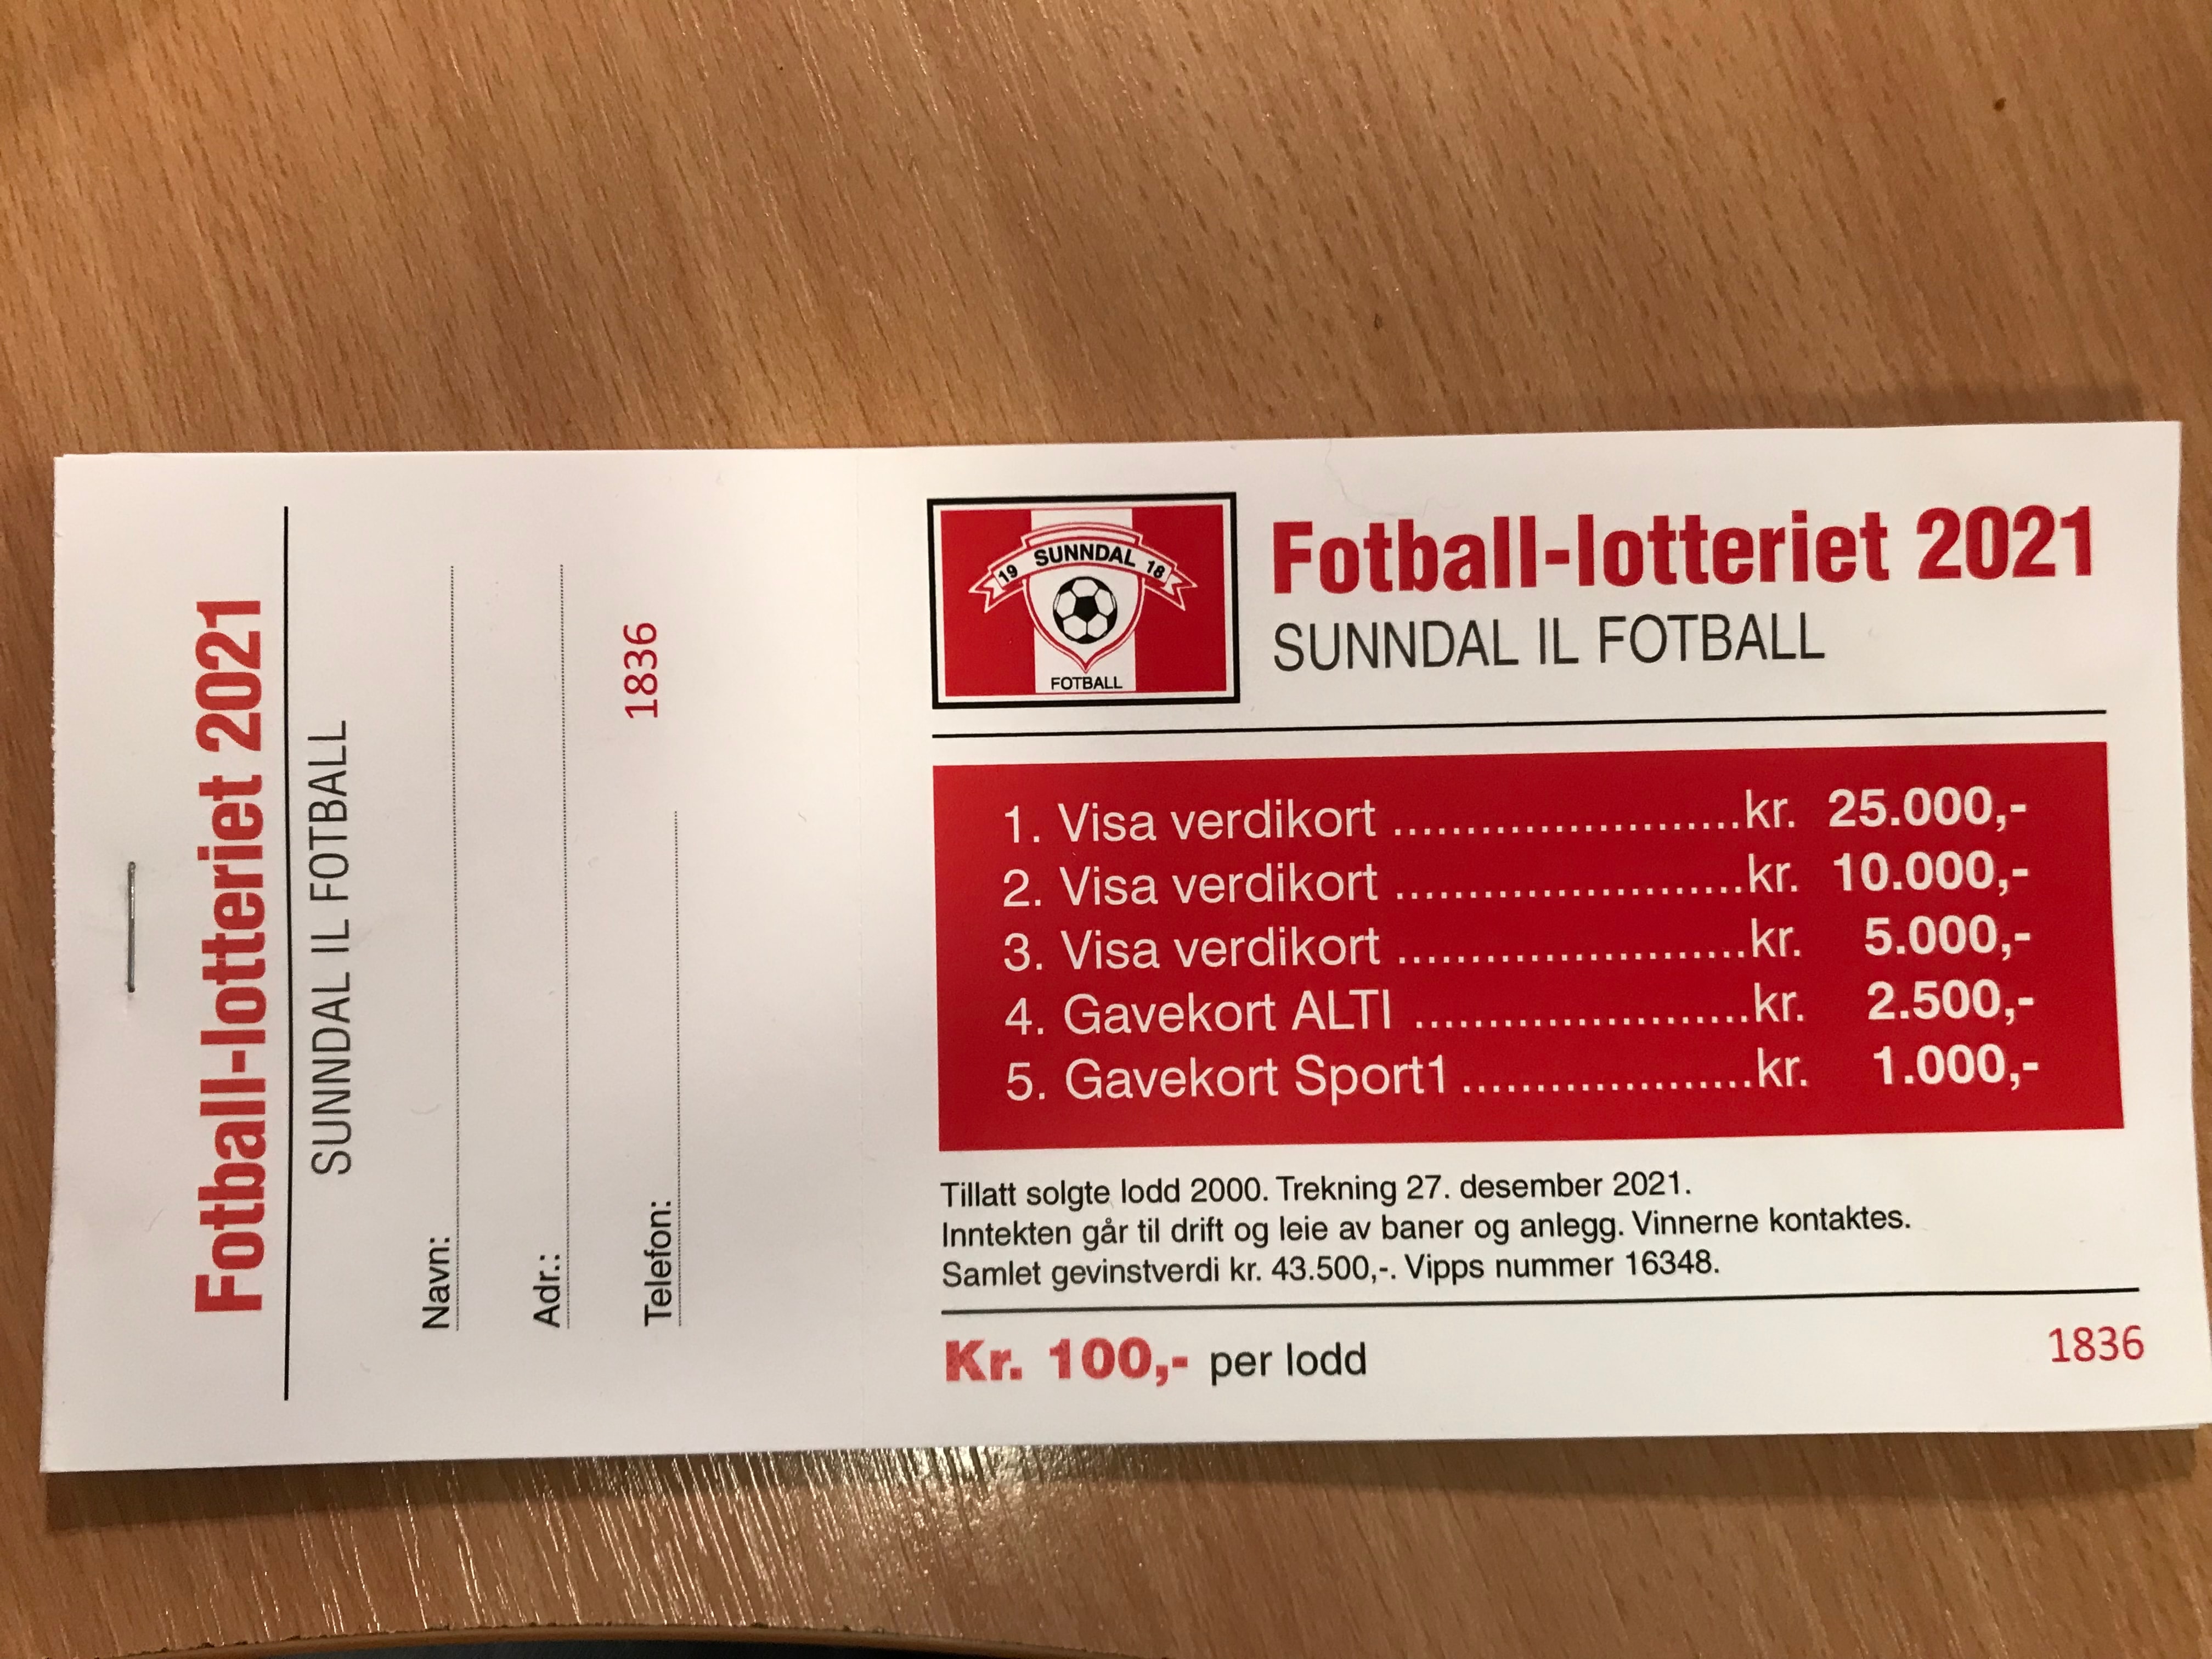 Fotball-lotteriet 2021
SUNNDAL IL FOTBALL
Navn:
Adr.:
Telefon:
1836
19 SUNNDAL 18
FOTBALL
Fotball-lotteriet 2021
SUNNDAL IL FOTBALL
1. Visa verdikort ........................kr. 25.000,-
2. Visa verdikort ........................kr. 10.000,-
3. Visa verdikort ........................kr. 5.000,-
4. Gavekort ALTI .......................kr. 2.500,-
5. Gavekort Sport1 ....................kr. 1.000,-
Tillatt solgte lodd 2000. Trekning 27. desember 2021.
Inntekten går til drift og leie av baner og anlegg. Vinnerne kontaktes.
Samlet gevinstverdi kr. 43.500,-. Vipps nummer 16348.
Kr. 100,- per lodd
1836